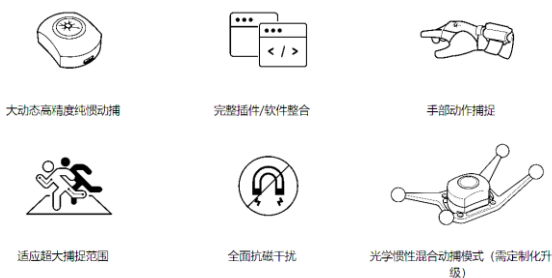 大动态高精度纯惯动捕
完整插件/软件整合
手部动作捕捉
适应超大捕捉范围
全面抗磁干扰
光学惯性混合动捕模式（需定制化升
级）